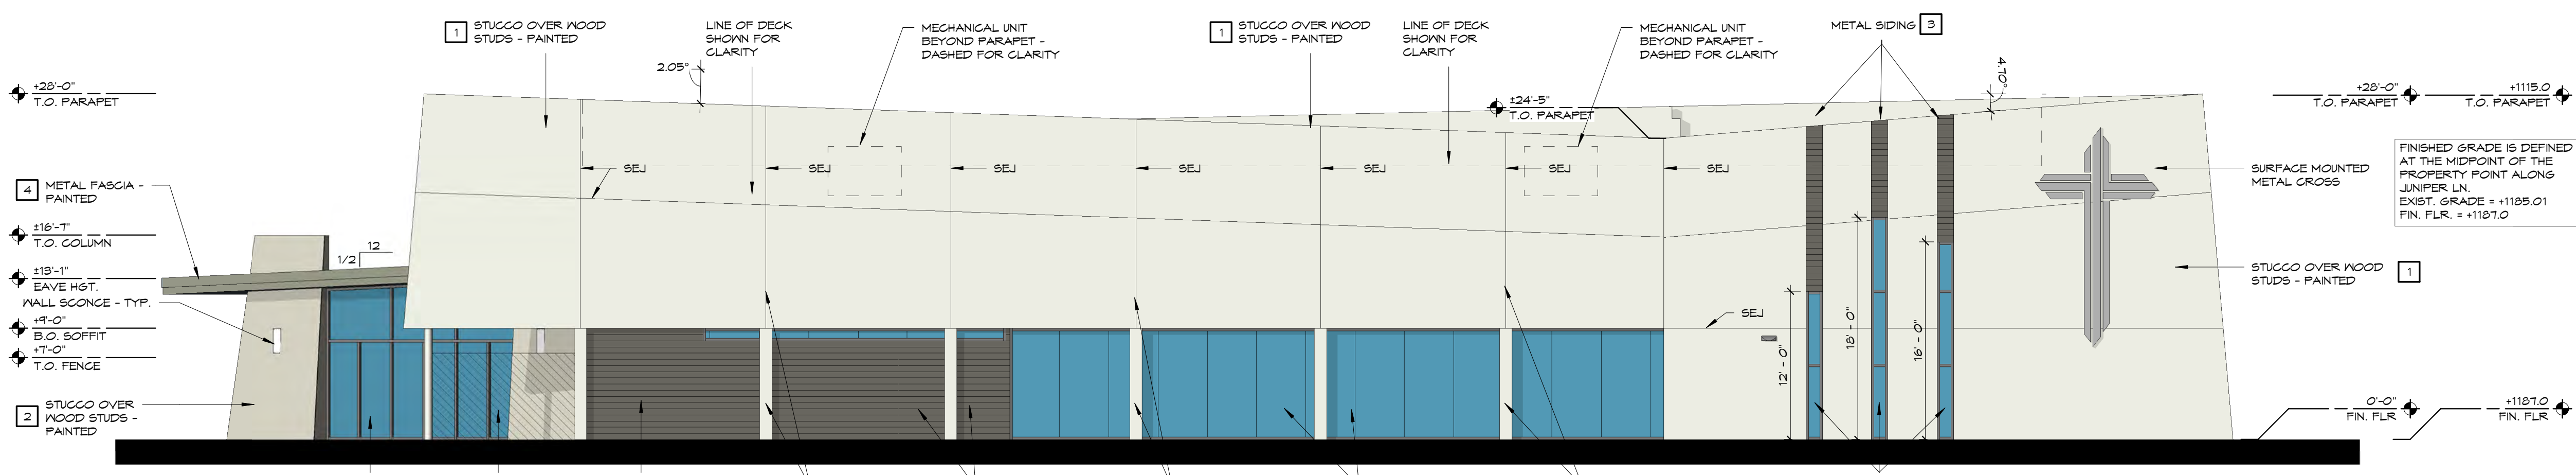 1
STUCCO OVER WOOD
STUDS - PAINTED
LINE OF DECK
SHOWN FOR
CLARITY
MECHANICAL UNIT
BEYOND PARAPET -
DASHED FOR CLARITY
1
STUCCO OVER WOOD
STUDS - PAINTED
LINE OF DECK
SHOWN FOR
CLARITY
MECHANICAL UNIT
BEYOND PARAPET -
DASHED FOR CLARITY
METAL SIDING 3
2.05°
4.70°
+28'-0"
T.O. PARAPET
±24'-5"
T.O. PARAPET
+28'-0"
T.O. PARAPET
+1115.0
T.O. PARAPET
SEJ
SEJ
SEJ
SEJ
SEJ
SEJ
SEJ
FINISHED GRADE IS DEFINED
AT THE MIDPOINT OF THE
PROPERTY POINT ALONG
JUNIPER LN.
EXIST. GRADE = +1185.01
FIN. FLR. = +1187.0
SURFACE MOUNTED
METAL CROSS
4
METAL FASCIA -
PAINTED
±16'-7"
T.O. COLUMN
12
1/2
±13'-1"
EAVE HGT.
WALL SCONCE - TYP.
+9'-0"
B.O. SOFFIT
+7'-0"
T.O. FENCE
2
STUCCO OVER
WOOD STUDS -
PAINTED
SEJ
12' - 0"
18' - 0"
16' - 0"
STUCCO OVER WOOD
STUDS - PAINTED
1
0'-0"
FIN. FLR
+1187.0
FIN. FLR